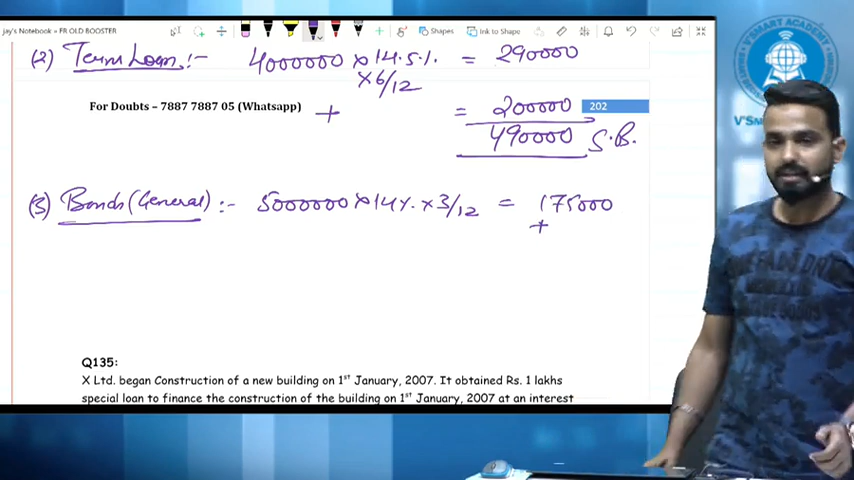 jay's Notebook » FR OLD BOOSTER
Shapes
Ink to Shape
V'SMART ACADEMY
(2) Term Loan :- 4000000 × 14.5% = 290000
× 6/12
For Doubts – 7887 7887 05 (Whatsapp) + = 200000 202
490000 S.B.
V'Sm
(3) Bonds (General) :- 5000000 × 14% × 3/12 = 175000
+
Q135:
X Ltd. began Construction of a new building on 1st January, 2007. It obtained Rs. 1 lakhs
special loan to finance the construction of the building on 1st January, 2007 at an interest